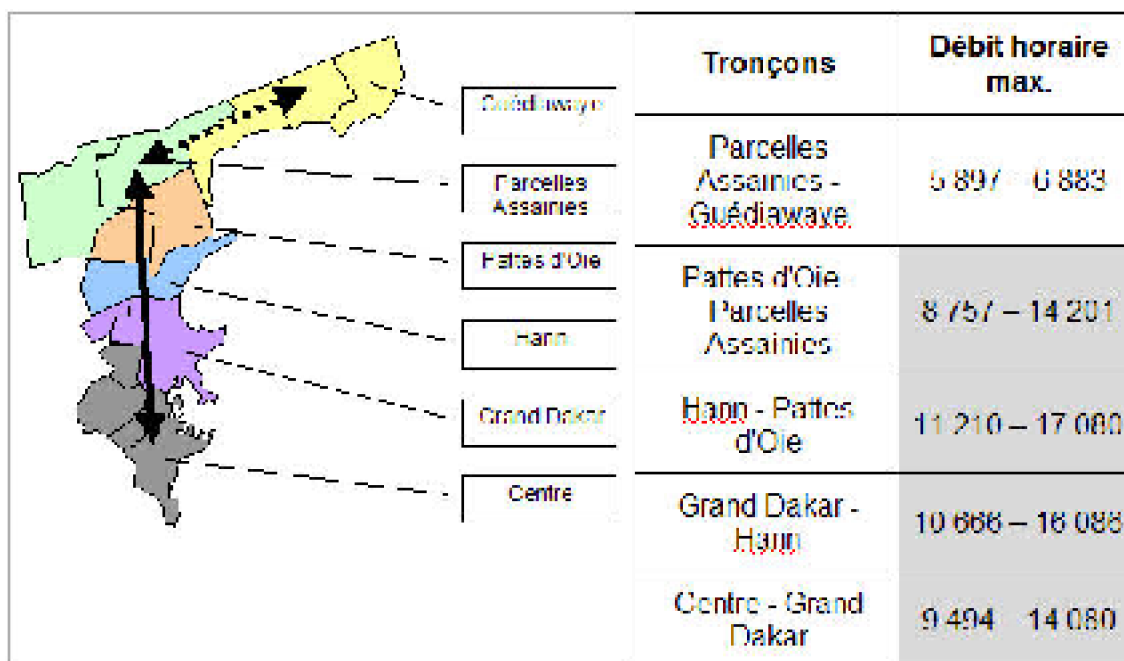 Guédiawaye
Parcelles
Assainies
Pattes d'Oie
Hann
Grand Dakar
Centre
Tronçons
Débit horaire
max.
Parcelles
Assainies -
Guédiawaye
5 897 – 6 883
Pattes d'Oie
Parcelles
Assainies
8 757 – 14 201
Hann - Pattes
d'Oie
11 210 – 17 080
Grand Dakar -
Hann
10 666 – 16 086
Centre - Grand
Dakar
9 494 – 14 080